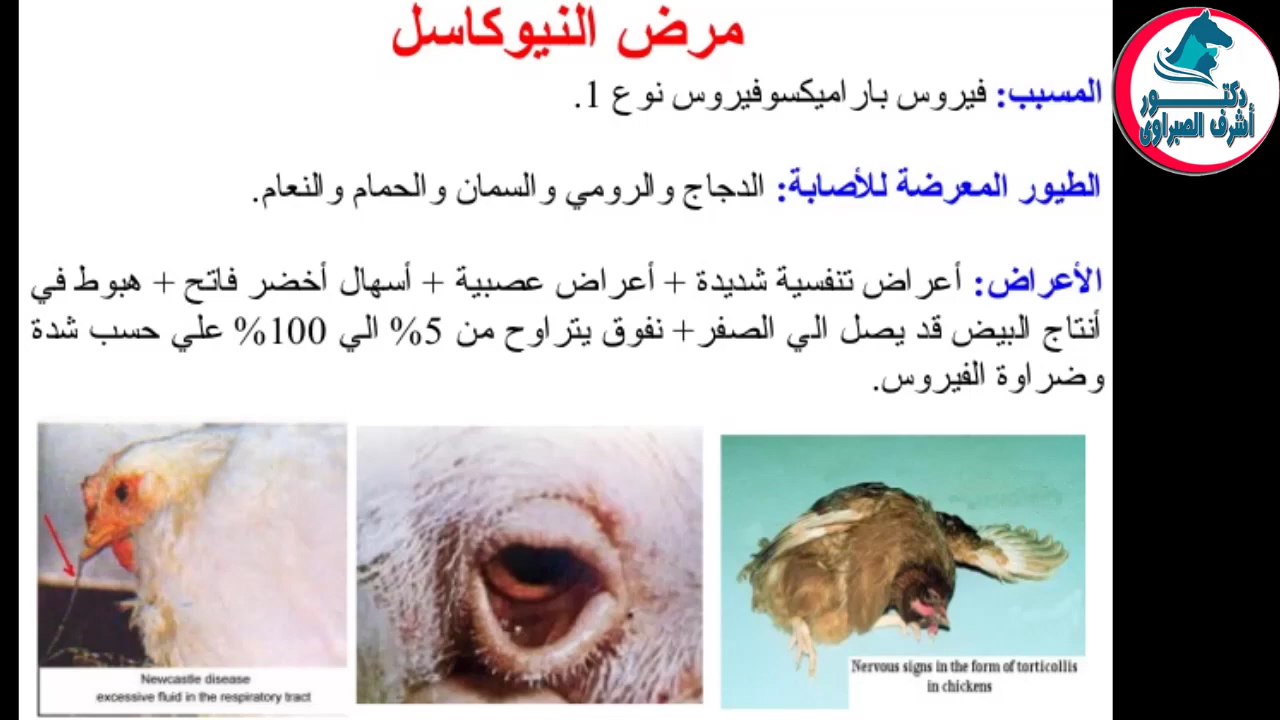 مرض النيوكاسل
المسبب: فيروس باراميكسوفيروس نوع 1.
الطيور المعرضة للأصابة: الدجاج والرومي والسمان والحمام والنعام.
الأعراض: أعراض تنفسية شديدة + أعراض عصبية + أسهال أخضر فاتح + هبوط في
أنتاج البيض قد يصل الي الصفر+ نفوق يتراوح من 5% الي 100% علي حسب شدة
وضراوة الفيروس.
دكتور
أشرف الصبراوى
Newcastle disease
excessive fluid in the respiratory tract
Nervous signs in the form of torticollis
in chickens